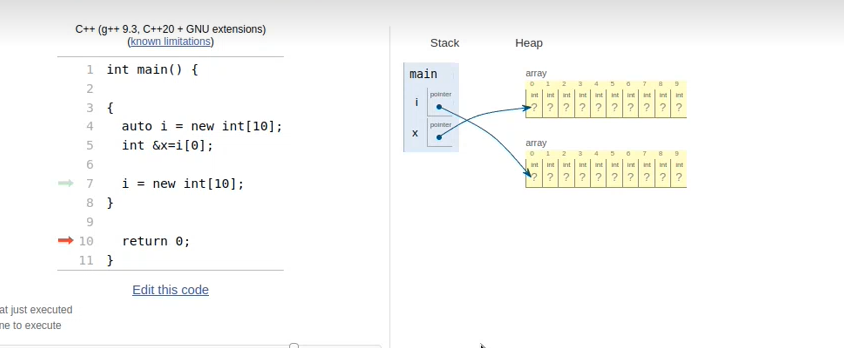 C++ (g++ 9.3, C++20 + GNU extensions)
(known limitations)
1 int main() {
2
3 {
4 auto i = new int[10];
5 int &x=i[0];
6
7 i = new int[10];
8 }
9
10 return 0;
11 }
Edit this code
at just executed
ne to execute
Stack
Heap
main
i pointer
x pointer
array
0 1 2 3 4 5 6 7 8 9
int int int int int int int int int int
? ? ? ? ? ? ? ? ? ?
array
0 1 2 3 4 5 6 7 8 9
int int int int int int int int int int
? ? ? ? ? ? ? ? ? ?